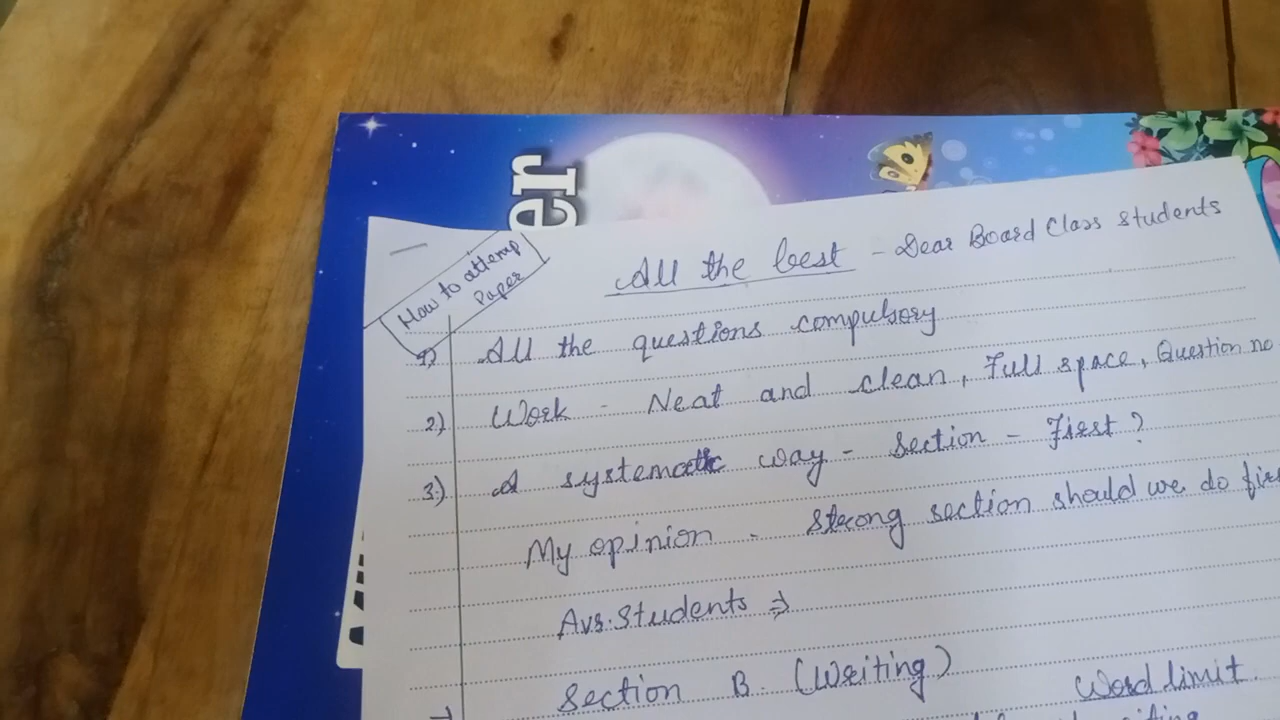 er
How to attemp
Paper
All the best - Dear Board Class students
1) All the questions compulsory
2.) Work - Neat and clean, Full space, Question no
3.) A systematic way - Section - First?
My opinion - Strong section should we do
Avg. Students ⇒
Section B. (Writing)
Word limit.